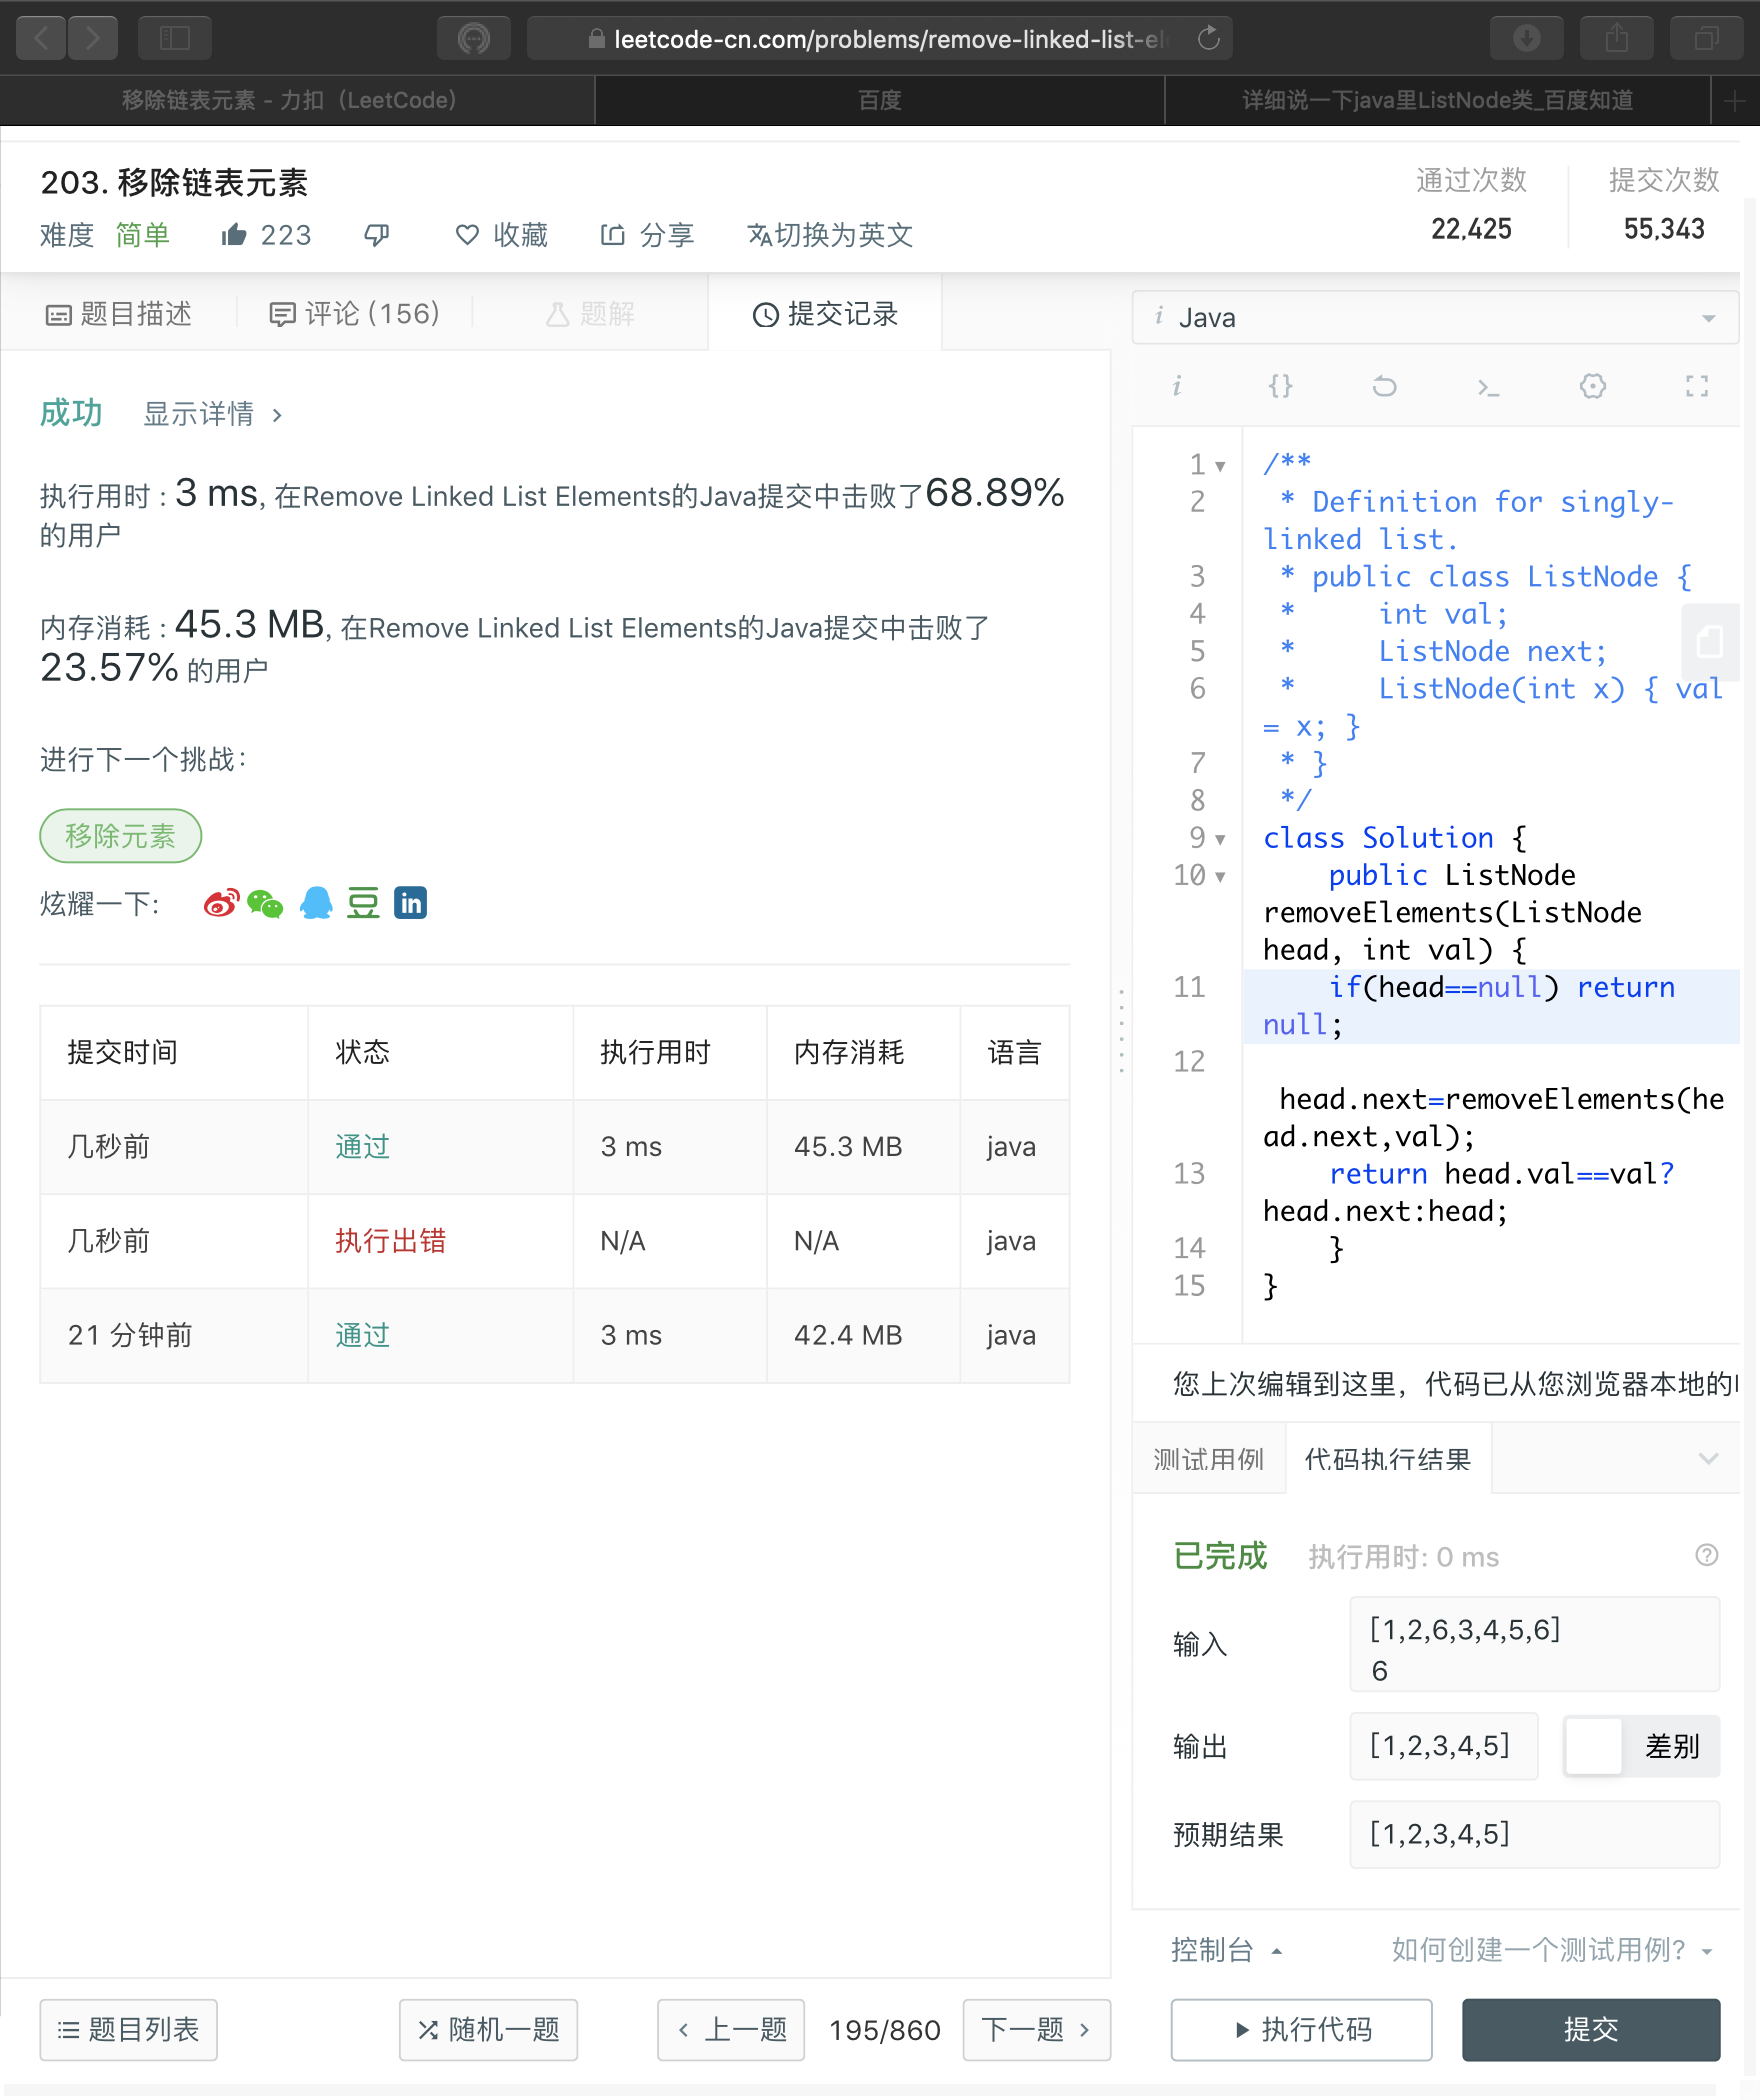 leetcode-cn.com/problems/remove-linked-list-el
移除链表元素 - 力扣（LeetCode）
百度
详细说一下java里ListNode类_百度知道
203. 移除链表元素
难度 简单 223 收藏 分享 切换为英文
通过次数
22,425
提交次数
55,343
题目描述
评论 (156)
题解
提交记录
成功 显示详情 >
执行用时 : 3 ms, 在Remove Linked List Elements的Java提交中击败了68.89%
的用户
内存消耗 : 45.3 MB, 在Remove Linked List Elements的Java提交中击败了
23.57% 的用户
进行下一个挑战：
移除元素
炫耀一下:
豆 in
提交时间 状态 执行用时 内存消耗 语言
几秒前 通过 3 ms 45.3 MB java
几秒前 执行出错 N/A N/A java
21 分钟前 通过 3 ms 42.4 MB java
i Java
i {} >_
1 /**
2  * Definition for singly-
linked list.
3  * public class ListNode {
4  *     int val;
5  *     ListNode next;
6  *     ListNode(int x) { val
= x; }
7  * }
8  */
9 class Solution {
10     public ListNode
removeElements(ListNode
head, int val) {
11     if(head==null) return
null;
12
 head.next=removeElements(he
ad.next,val);
13     return head.val==val?
head.next:head;
14     }
15 }
您上次编辑到这里，代码已从您浏览器本地的
测试用例 代码执行结果
已完成 执行用时: 0 ms
输入
[1,2,6,3,4,5,6]
6
输出 [1,2,3,4,5] 差别
预期结果 [1,2,3,4,5]
控制台 如何创建一个测试用例?
题目列表 随机一题 < 上一题 195/860 下一题 > 执行代码 提交